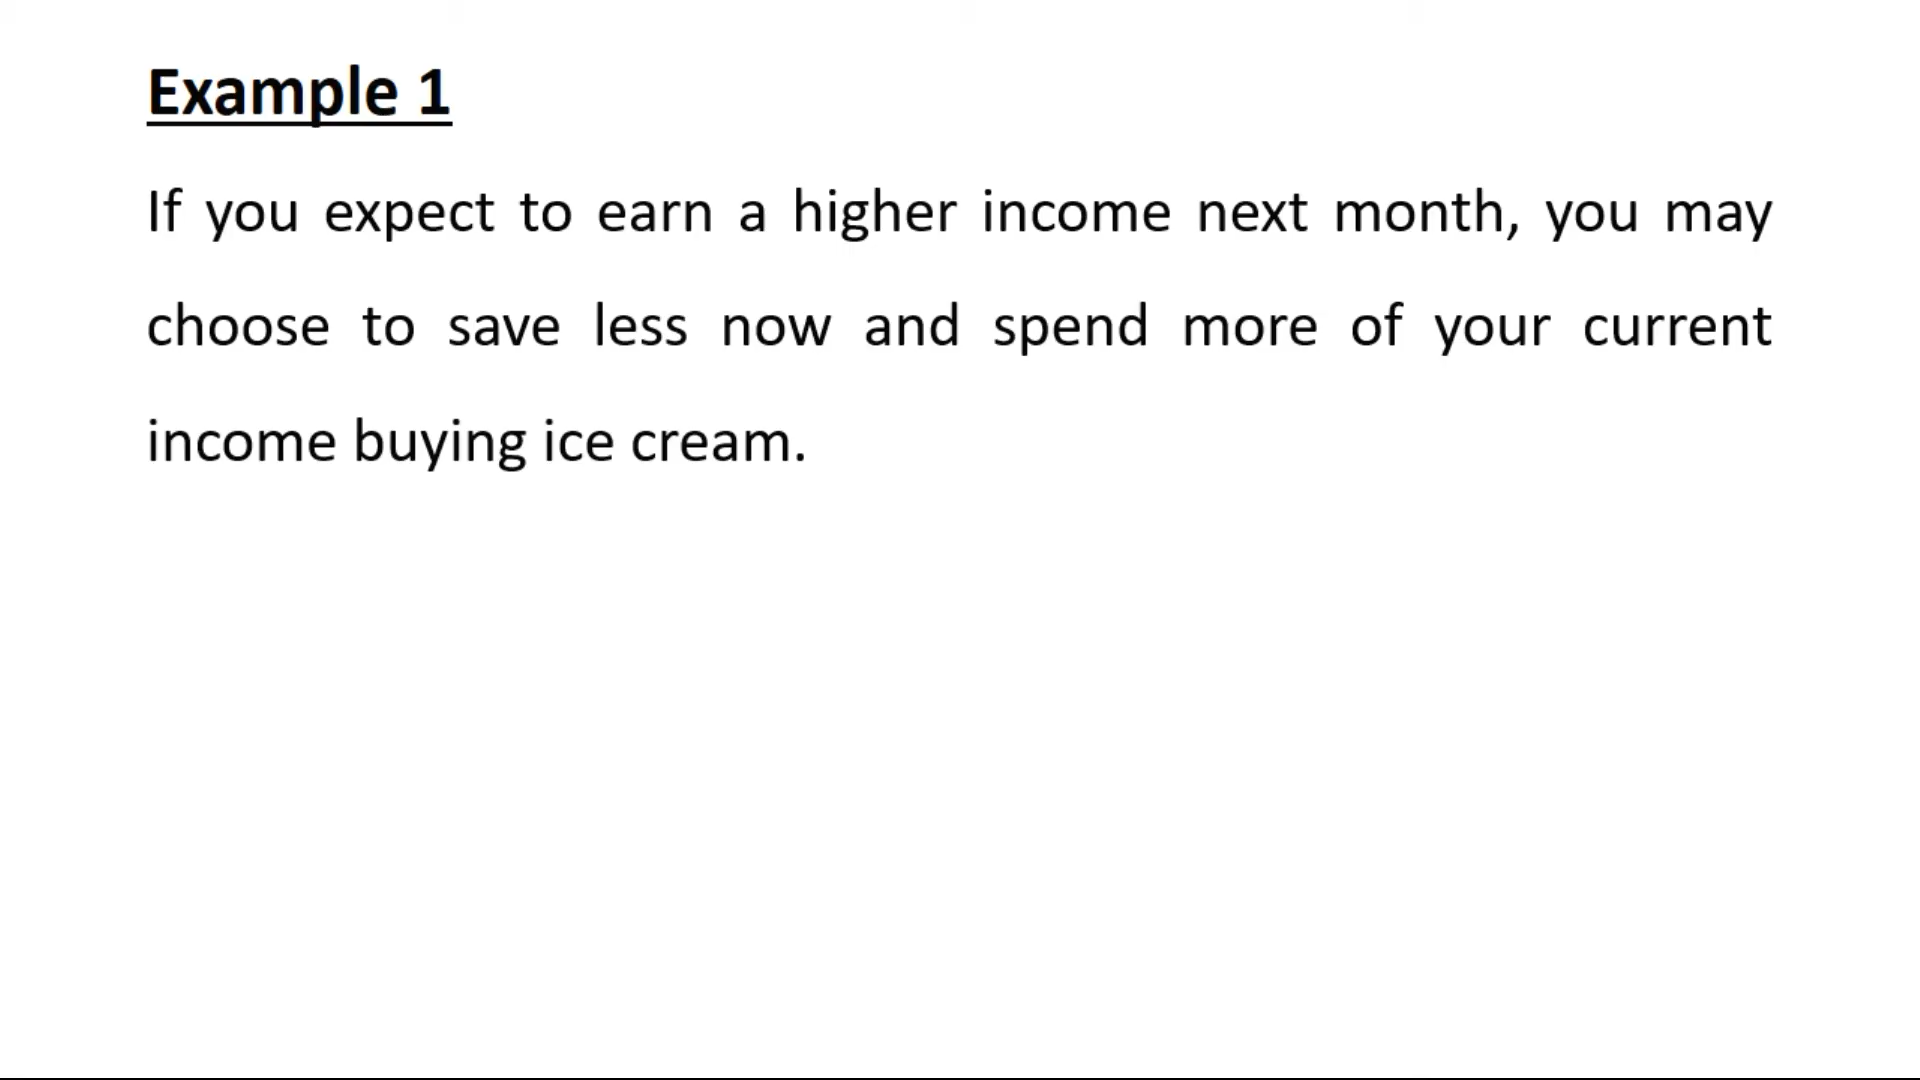 Example 1
If you expect to earn a higher income next month, you may
choose to save less now and spend more of your current
income buying ice cream.